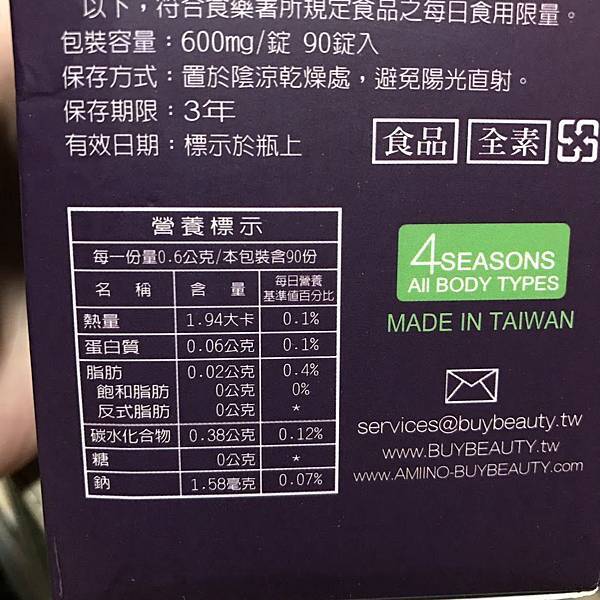 以下，符合食藥署所規定食品之每日食用限量。
包裝容量：600mg/錠 90錠入
保存方式：置於陰涼乾燥處，避免陽光直射。
保存期限：3年
有效日期：標示於瓶上
食品 全素
營養標示
每一份量0.6公克/本包裝含90份
名 稱 含 量 每日營養基準值百分比
熱量 1.94大卡 0.1%
蛋白質 0.06公克 0.1%
脂肪 0.02公克 0.4%
飽和脂肪 0公克 0%
反式脂肪 0公克 *
碳水化合物 0.38公克 0.12%
糖 0公克 *
鈉 1.58毫克 0.07%
4 SEASONS
All BODY TYPES
MADE IN TAIWAN
services@buybeauty.tw
www.BUYBEAUTY.tw
www.AMIINO-BUYBEAUTY.com